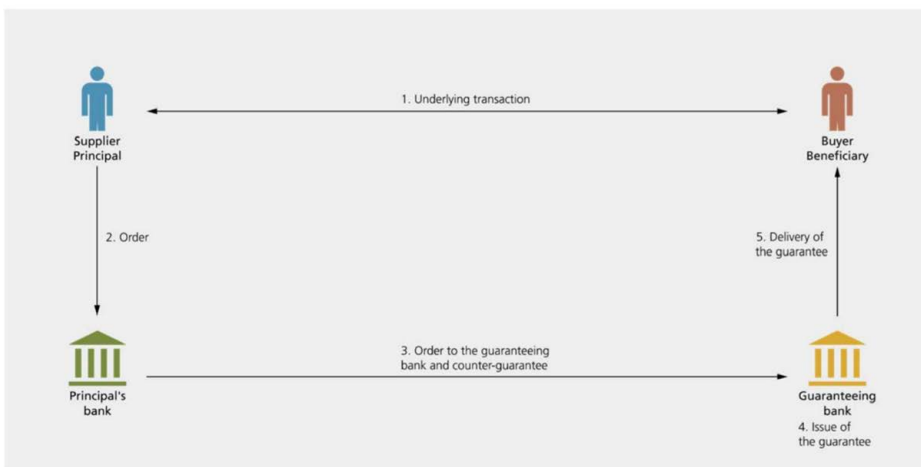 1. Underlying transaction
Supplier
Principal
Buyer
Beneficiary
2. Order
5. Delivery of
the guarantee
3. Order to the guaranteeing
bank and counter-guarantee
Principal's
bank
Guaranteeing
bank
4. Issue of
the guarantee